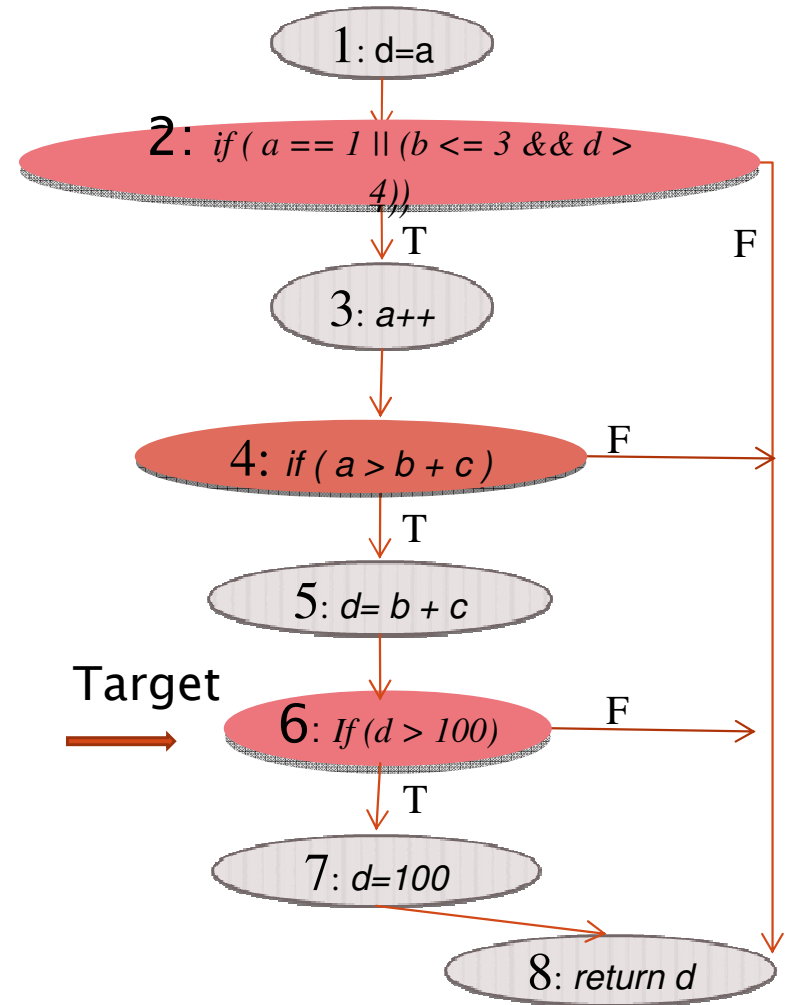 1: d=a
2: if ( a == 1 || (b <= 3 && d >
4))
T
F
3: a++
4: if ( a > b + c )
F
T
5: d= b + c
Target
6: If (d > 100)
F
T
7: d=100
8: return d